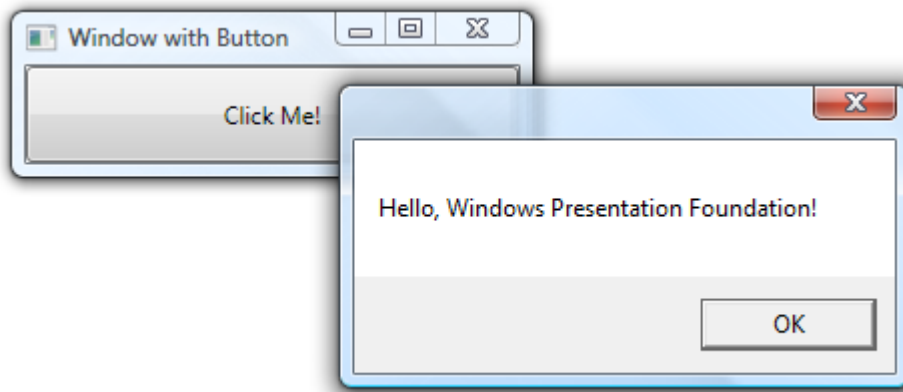 Window with Button
Click Me!
Hello, Windows Presentation Foundation!
OK